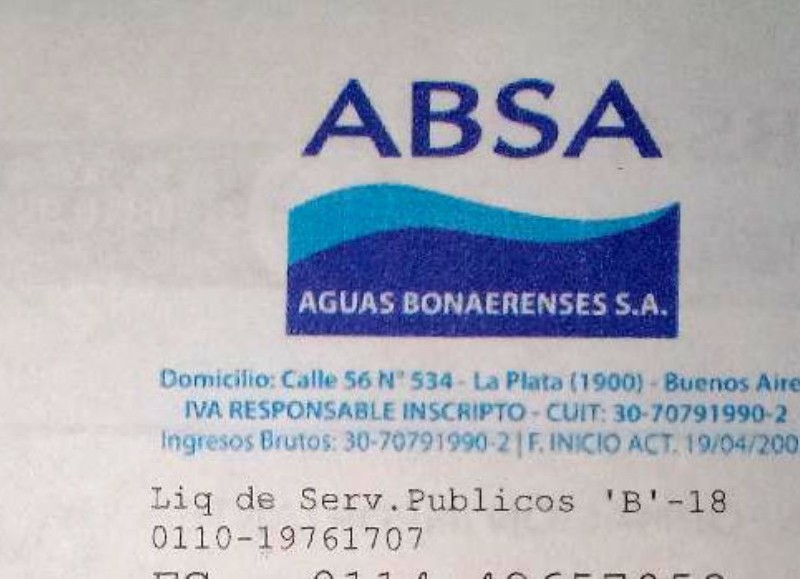 ABSA
AGUAS BONAERENSES S.A.
Domicilio: Calle 56 N° 534 - La Plata (1900) - Buenos Aire
IVA RESPONSABLE INSCRIPTO - CUIT: 30-70791990-2
Ingresos Brutos: 30-70791990-2 | F. INICIO ACT. 19/04/200
Liq de Serv.Publicos 'B'-18
0110-19761707